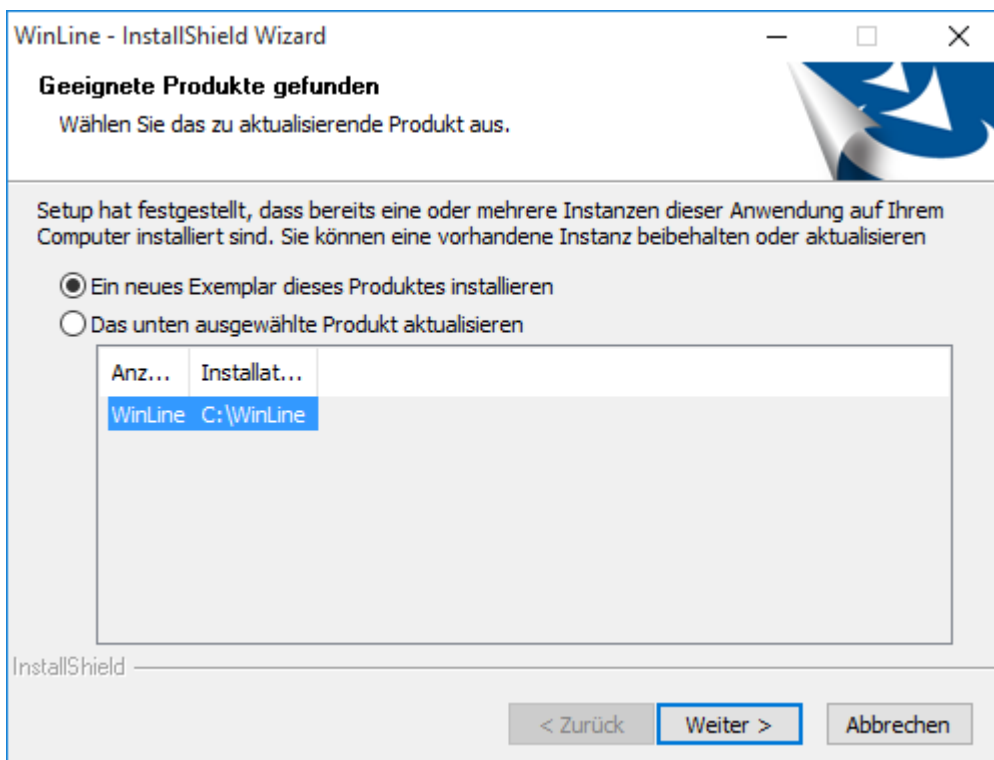 WinLine - InstallShield Wizard
Geeignete Produkte gefunden
Wählen Sie das zu aktualisierende Produkt aus.
Setup hat festgestellt, dass bereits eine oder mehrere Instanzen dieser Anwendung auf Ihrem
Computer installiert sind. Sie können eine vorhandene Instanz beibehalten oder aktualisieren
Ein neues Exemplar dieses Produktes installieren
Das unten ausgewählte Produkt aktualisieren
Anz... Installat...
WinLine C:\WinLine
InstallShield
< Zurück Weiter > Abbrechen